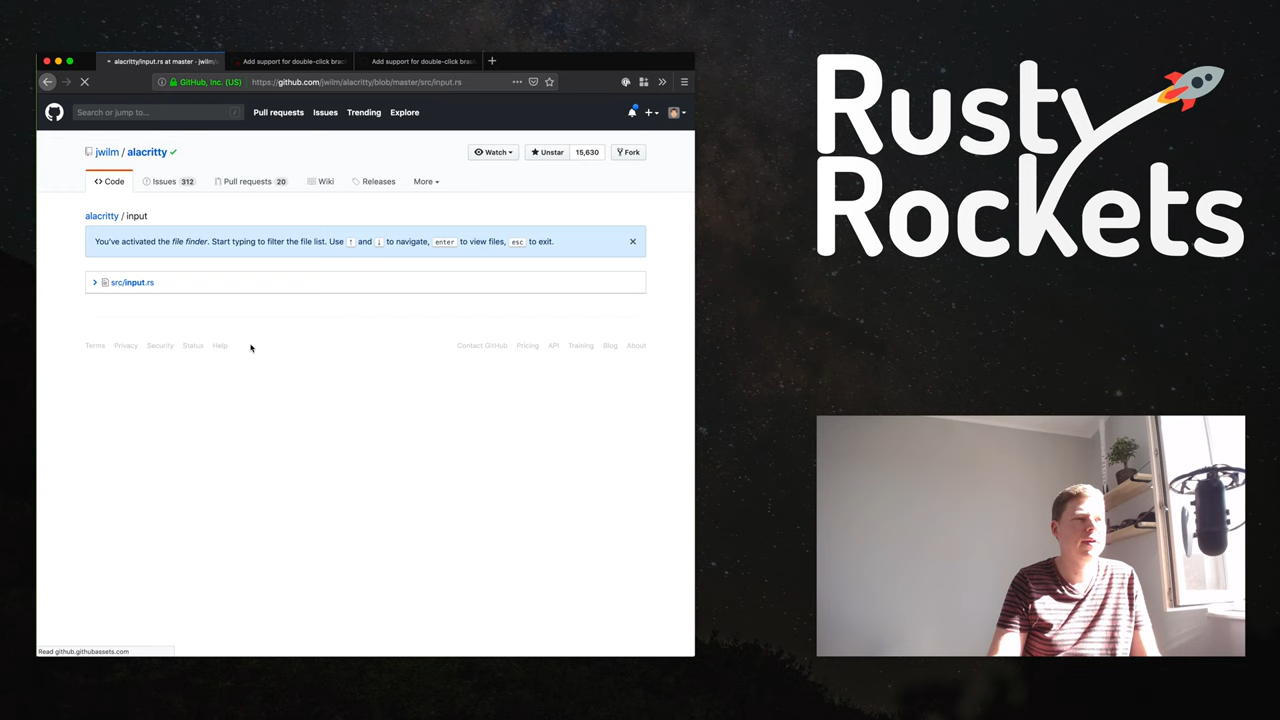 alacritty/input.rs at master · jwilm/
Add support for double-click brac
Add support for double-click brac
GitHub, Inc. (US)
https://github.com/jwilm/alacritty/blob/master/src/input.rs
Search or jump to...
/
Pull requests
Issues
Trending
Explore
jwilm / alacritty
Watch
Unstar
15,630
Fork
Code
Issues 312
Pull requests 20
Wiki
Releases
More
alacritty / input
You've activated the file finder. Start typing to filter the file list. Use ↑ and ↓ to navigate, enter to view files, esc to exit.
src/input.rs
Terms
Privacy
Security
Status
Help
Contact GitHub
Pricing
API
Training
Blog
About
Read github.githubassets.com
Rusty
Rockets